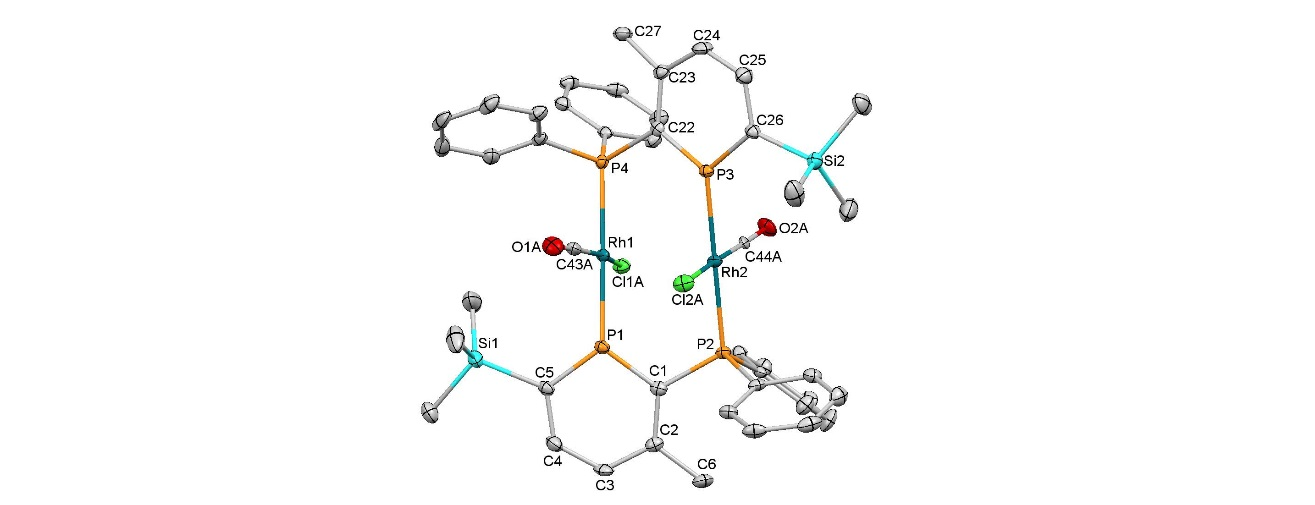 C27
C24
C23
C25
C22
C26
P4
P3
Si2
O1A
Rh1
O2A
C43A
C44A
Cl1A
Rh2
Cl2A
Si1
P1
P2
C5
C1
C2
C4
C6
C3